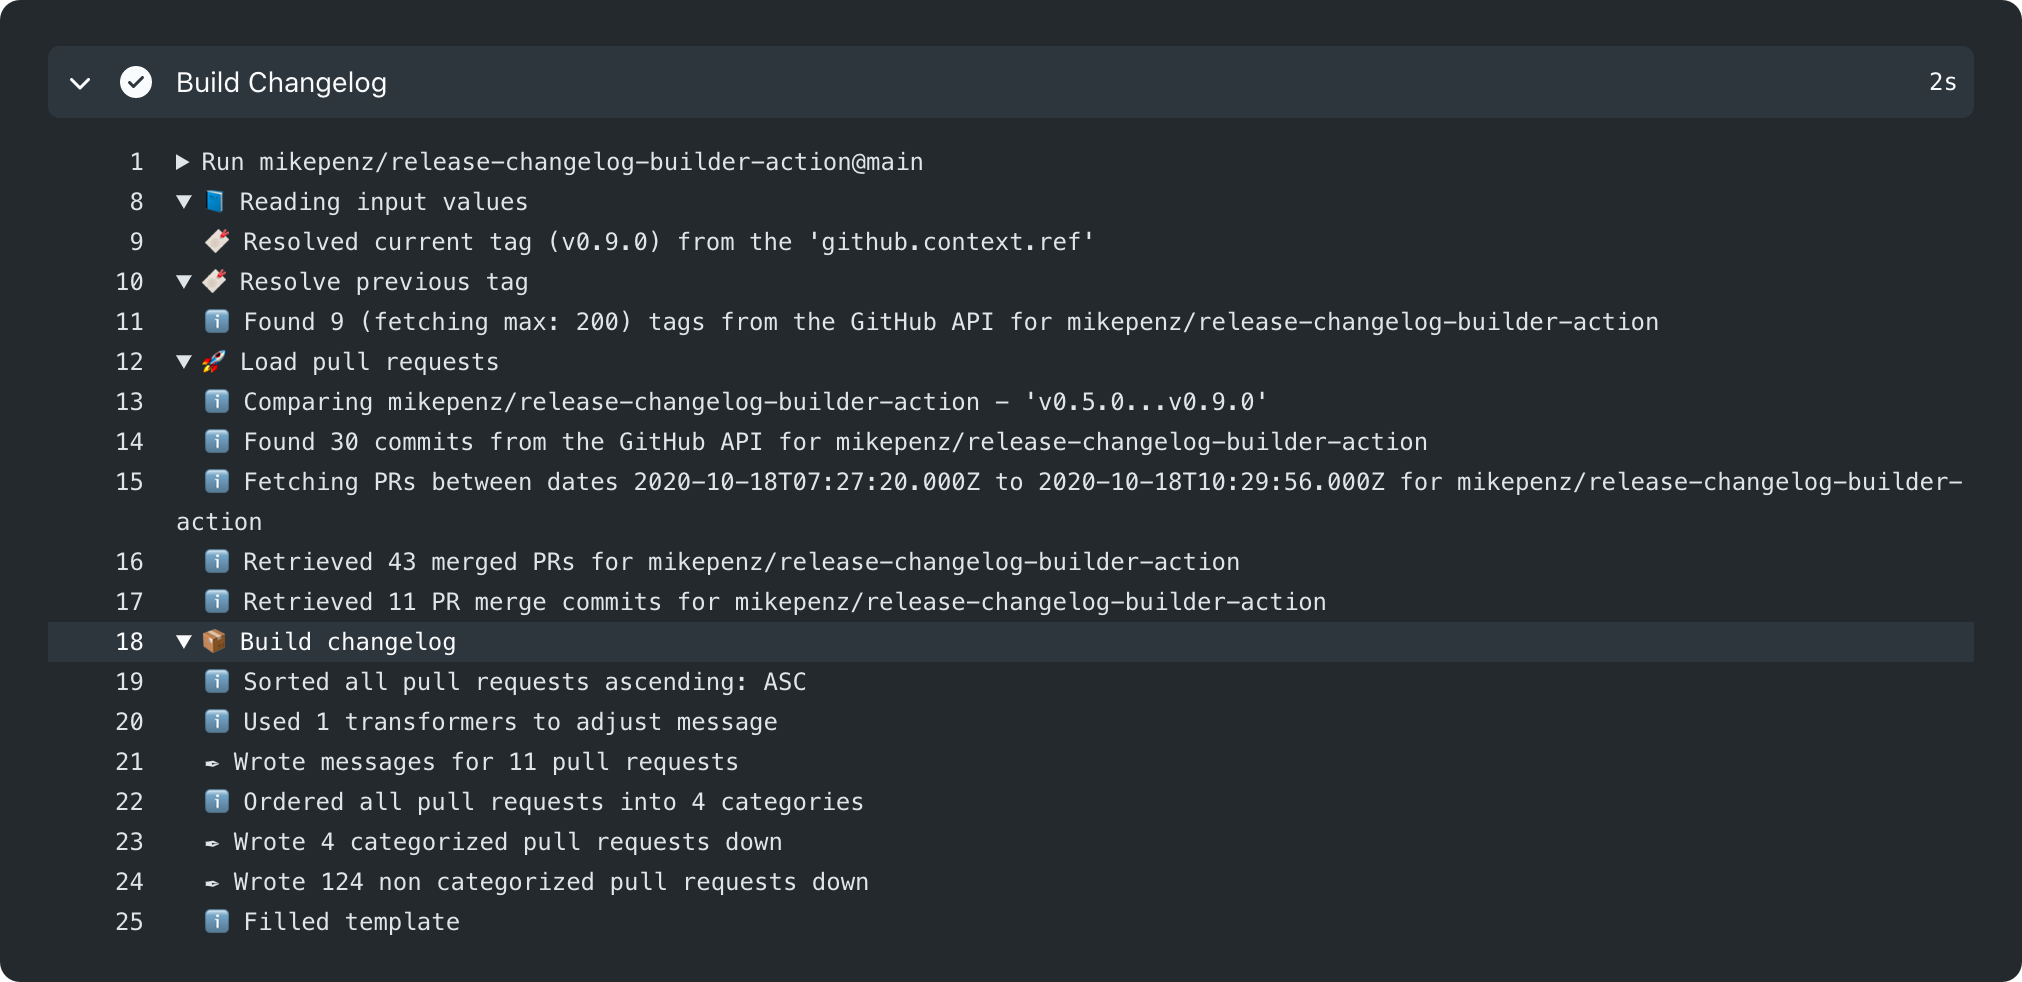 Build Changelog 2s
1 ▶ Run mikepenz/release-changelog-builder-action@main
8 ▼ 📘 Reading input values
9 🔖 Resolved current tag (v0.9.0) from the 'github.context.ref'
10 ▼ 🔖 Resolve previous tag
11 ℹ️ Found 9 (fetching max: 200) tags from the GitHub API for mikepenz/release-changelog-builder-action
12 ▼ 🚀 Load pull requests
13 ℹ️ Comparing mikepenz/release-changelog-builder-action - 'v0.5.0...v0.9.0'
14 ℹ️ Found 30 commits from the GitHub API for mikepenz/release-changelog-builder-action
15 ℹ️ Fetching PRs between dates 2020-10-18T07:27:20.000Z to 2020-10-18T10:29:56.000Z for mikepenz/release-changelog-builder-
action
16 ℹ️ Retrieved 43 merged PRs for mikepenz/release-changelog-builder-action
17 ℹ️ Retrieved 11 PR merge commits for mikepenz/release-changelog-builder-action
18 ▼ 📦 Build changelog
19 ℹ️ Sorted all pull requests ascending: ASC
20 ℹ️ Used 1 transformers to adjust message
21 ✒ Wrote messages for 11 pull requests
22 ℹ️ Ordered all pull requests into 4 categories
23 ✒ Wrote 4 categorized pull requests down
24 ✒ Wrote 124 non categorized pull requests down
25 ℹ️ Filled template